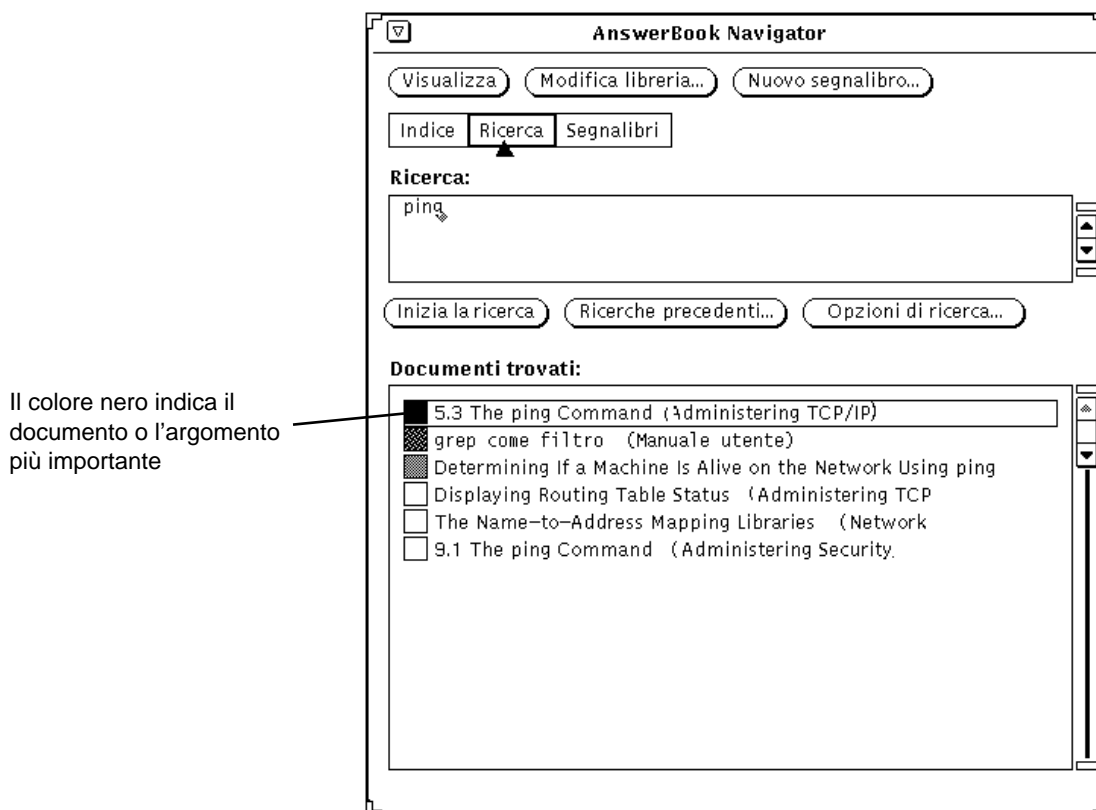 AnswerBook Navigator
Visualizza Modifica libreria... Nuovo segnalibro...
Indice Ricerca Segnalibri
Ricerca:
ping
Inizia la ricerca Ricerche precedenti... Opzioni di ricerca...
Documenti trovati:
5.3 The ping Command (Administering TCP/IP)
grep come filtro (Manuale utente)
Determining If a Machine Is Alive on the Network Using ping
Displaying Routing Table Status (Administering TCP
The Name-to-Address Mapping Libraries (Network
9.1 The ping Command (Administering Security
Il colore nero indica il
documento o l'argomento
più importante